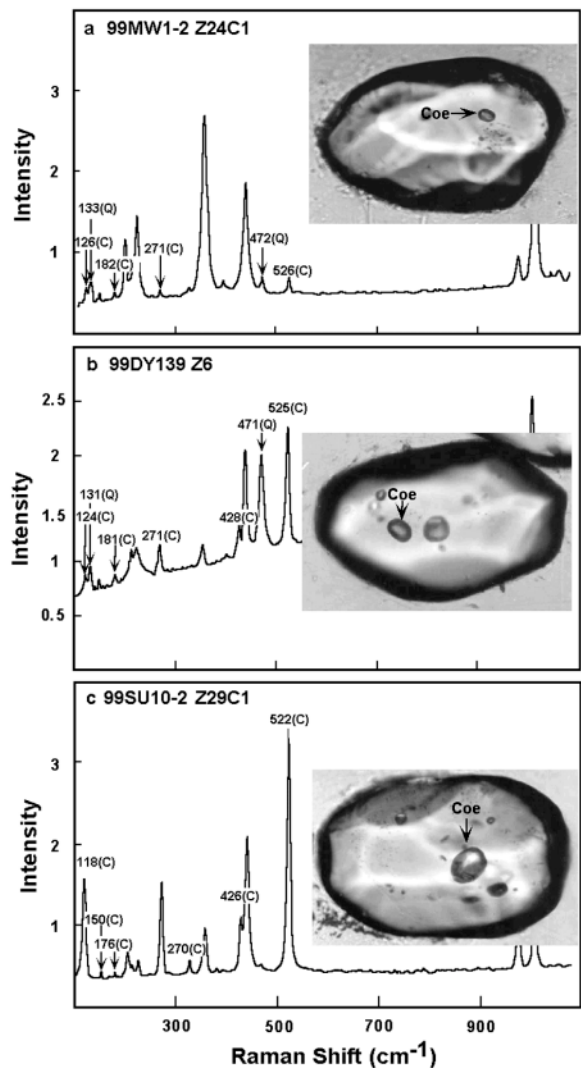 a 99MW1-2 Z24C1
3
2
1
Intensity
Coe
133(Q)
126(C)
182(C)
271(C)
472(Q)
526(C)
b 99DY139 Z6
2.5
2
1.5
1
0.5
Intensity
525(C)
471(Q)
Coe
131(Q)
124(C)
181(C)
271(C)
428(C)
c 99SU10-2 Z29C1
522(C)
3
2
1
Intensity
Coe
118(C)
150(C)
176(C)
270(C)
426(C)
300 500 700 900
Raman Shift (cm-1)